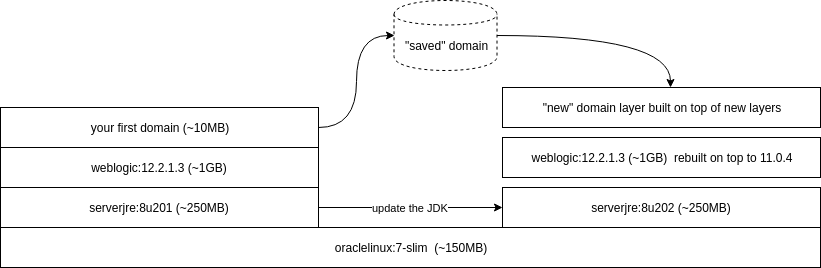 "saved" domain
"new" domain layer built on top of new layers
your first domain (~10MB)
weblogic:12.2.1.3 (~1GB)
weblogic:12.2.1.3 (~1GB)  rebuilt on top to 11.0.4
serverjre:8u201 (~250MB)
update the JDK
serverjre:8u202 (~250MB)
oraclelinux:7-slim  (~150MB)